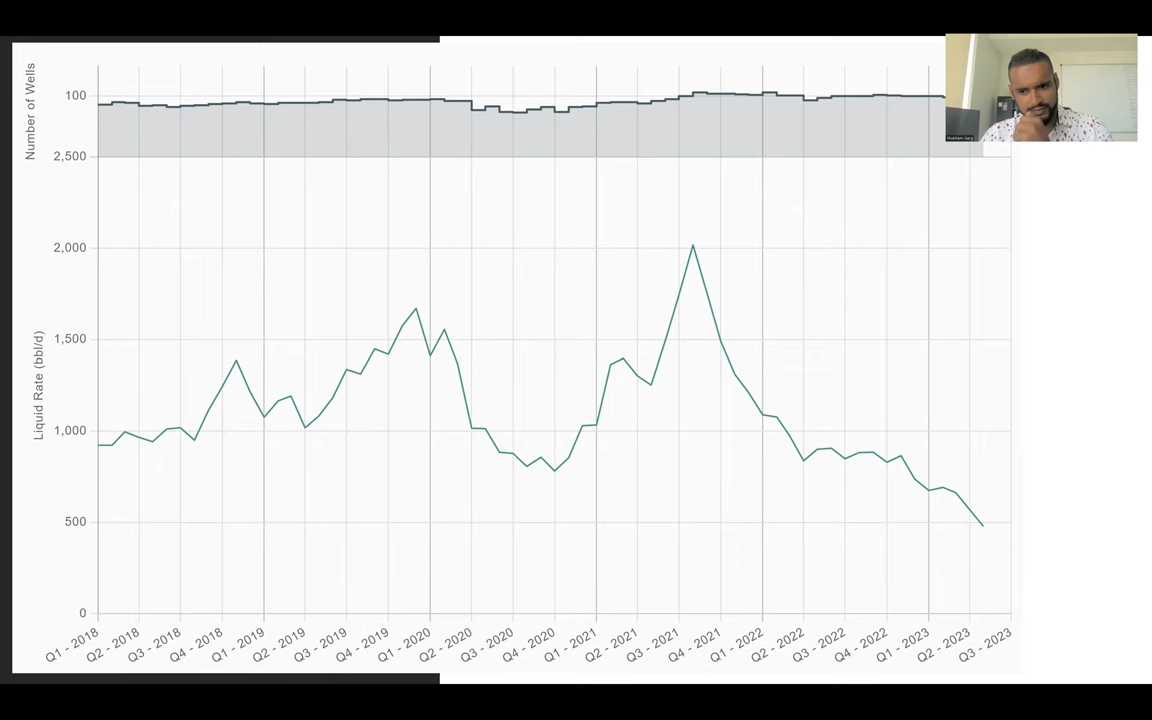 Number of Wells
100
2,500
2,000
1,500
1,000
500
0
Liquid Rate (bbl/d)
Q1 - 2018
Q2 - 2018
Q3 - 2018
Q4 - 2018
Q1 - 2019
Q2 - 2019
Q3 - 2019
Q4 - 2019
Q1 - 2020
Q2 - 2020
Q3 - 2020
Q4 - 2020
Q1 - 2021
Q2 - 2021
Q3 - 2021
Q4 - 2021
Q1 - 2022
Q2 - 2022
Q3 - 2022
Q4 - 2022
Q1 - 2023
Q2 - 2023
Q3 - 2023